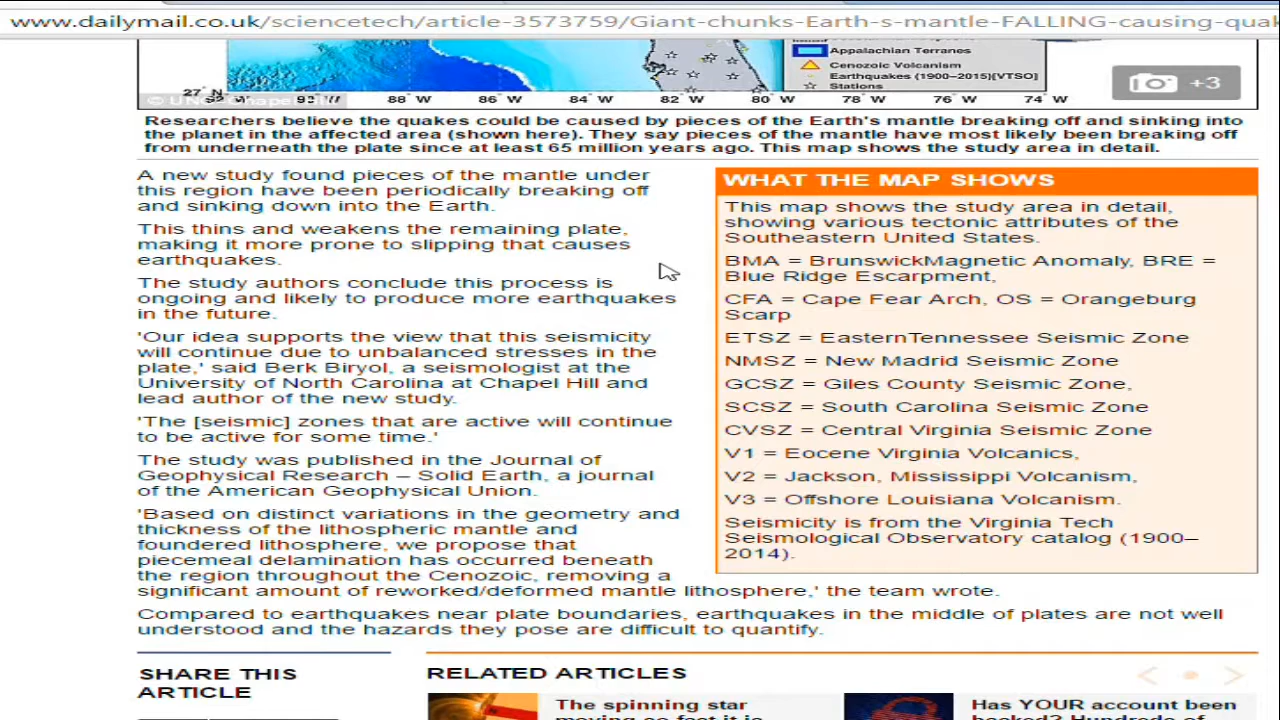 www.dailymail.co.uk/sciencetech/article-3573759/Giant-chunks-Earth-s-mantle-FALLING-causing-quak
Appalachian Terranes
Cenozoic Volcanism
Earthquakes (1900–2015)(VTSO)
Stations
27° N
88° W 86° W 84° W 82° W 80° W 78° W 76° W 74° W
+3
Researchers believe the quakes could be caused by pieces of the Earth's mantle breaking off and sinking into
the planet in the affected area (shown here). They say pieces of the mantle have most likely been breaking off
from underneath the plate since at least 65 million years ago. This map shows the study area in detail.
A new study found pieces of the mantle under
this region have been periodically breaking off
and sinking down into the Earth.
This thins and weakens the remaining plate,
making it more prone to slipping that causes
earthquakes.
The study authors conclude this process is
ongoing and likely to produce more earthquakes
in the future.
'Our idea supports the view that this seismicity
will continue due to unbalanced stresses in the
plate,' said Berk Biryol, a seismologist at the
University of North Carolina at Chapel Hill and
lead author of the new study.
'The [seismic] zones that are active will continue
to be active for some time.'
The study was published in the Journal of
Geophysical Research – Solid Earth, a journal
of the American Geophysical Union.
'Based on distinct variations in the geometry and
thickness of the lithospheric mantle and
foundered lithosphere, we propose that
piecemeal delamination has occurred beneath
the region throughout the Cenozoic, removing a
significant amount of reworked/deformed mantle lithosphere,' the team wrote.
Compared to earthquakes near plate boundaries, earthquakes in the middle of plates are not well
understood and the hazards they pose are difficult to quantify.
WHAT THE MAP SHOWS
This map shows the study area in detail,
showing various tectonic attributes of the
Southeastern United States.
BMA = BrunswickMagnetic Anomaly, BRE =
Blue Ridge Escarpment,
CFA = Cape Fear Arch, OS = Orangeburg
Scarp
ETSZ = EasternTennessee Seismic Zone
NMSZ = New Madrid Seismic Zone
GCSZ = Giles County Seismic Zone,
SCSZ = South Carolina Seismic Zone
CVSZ = Central Virginia Seismic Zone
V1 = Eocene Virginia Volcanics,
V2 = Jackson, Mississippi Volcanism,
V3 = Offshore Louisiana Volcanism.
Seismicity is from the Virginia Tech
Seismological Observatory catalog (1900–
2014).
SHARE THIS
ARTICLE
RELATED ARTICLES
The spinning star
moving so fast it is
Has YOUR account been
hacked? Hundreds of